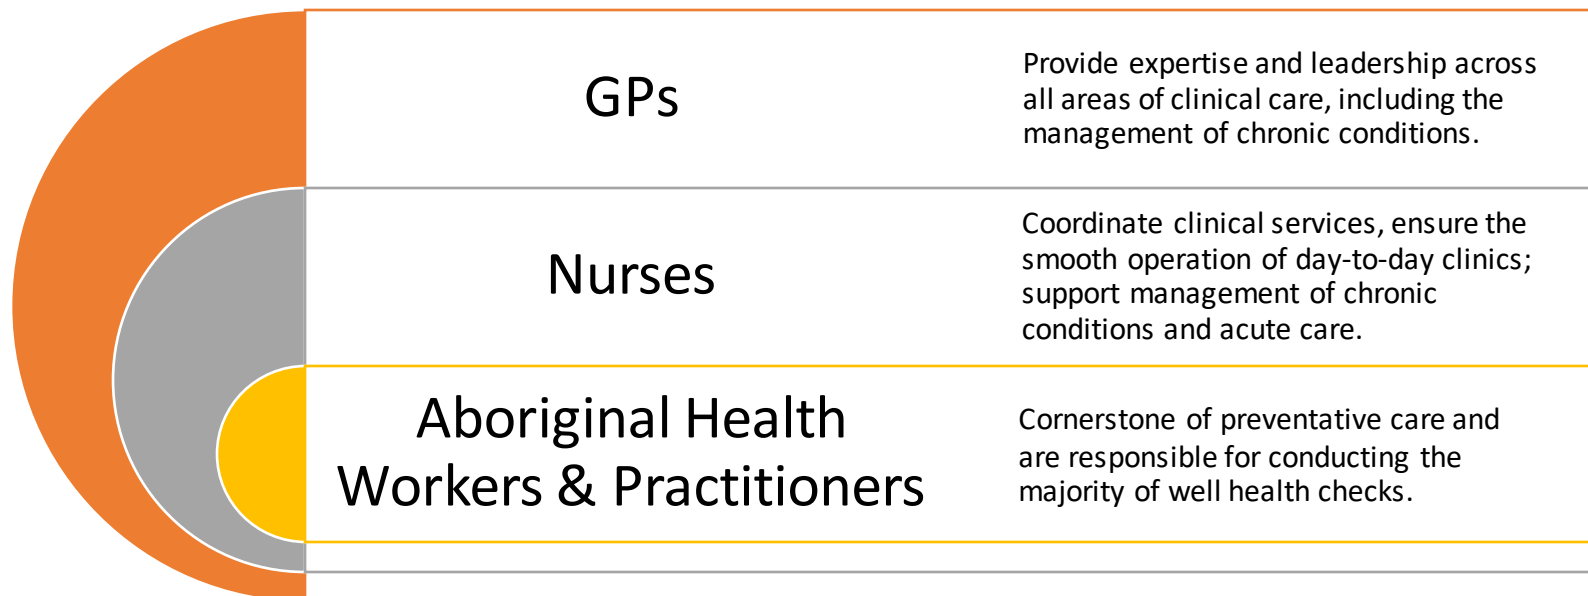 GPs
Provide expertise and leadership across
all areas of clinical care, including the
management of chronic conditions.
Nurses
Coordinate clinical services, ensure the
smooth operation of day-to-day clinics;
support management of chronic
conditions and acute care.
Aboriginal Health
Workers & Practitioners
Cornerstone of preventative care and
are responsible for conducting the
majority of well health checks.